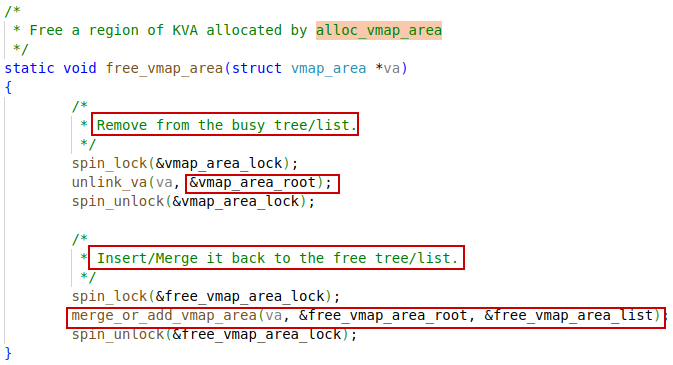 /*
 * Free a region of KVA allocated by alloc_vmap_area
 */
static void free_vmap_area(struct vmap_area *va)
{
        /*
         * Remove from the busy tree/list.
         */
        spin_lock(&vmap_area_lock);
        unlink_va(va, &vmap_area_root);
        spin_unlock(&vmap_area_lock);

        /*
         * Insert/Merge it back to the free tree/list.
         */
        spin_lock(&free_vmap_area_lock);
        merge_or_add_vmap_area(va, &free_vmap_area_root, &free_vmap_area_list);
        spin_unlock(&free_vmap_area_lock);
}